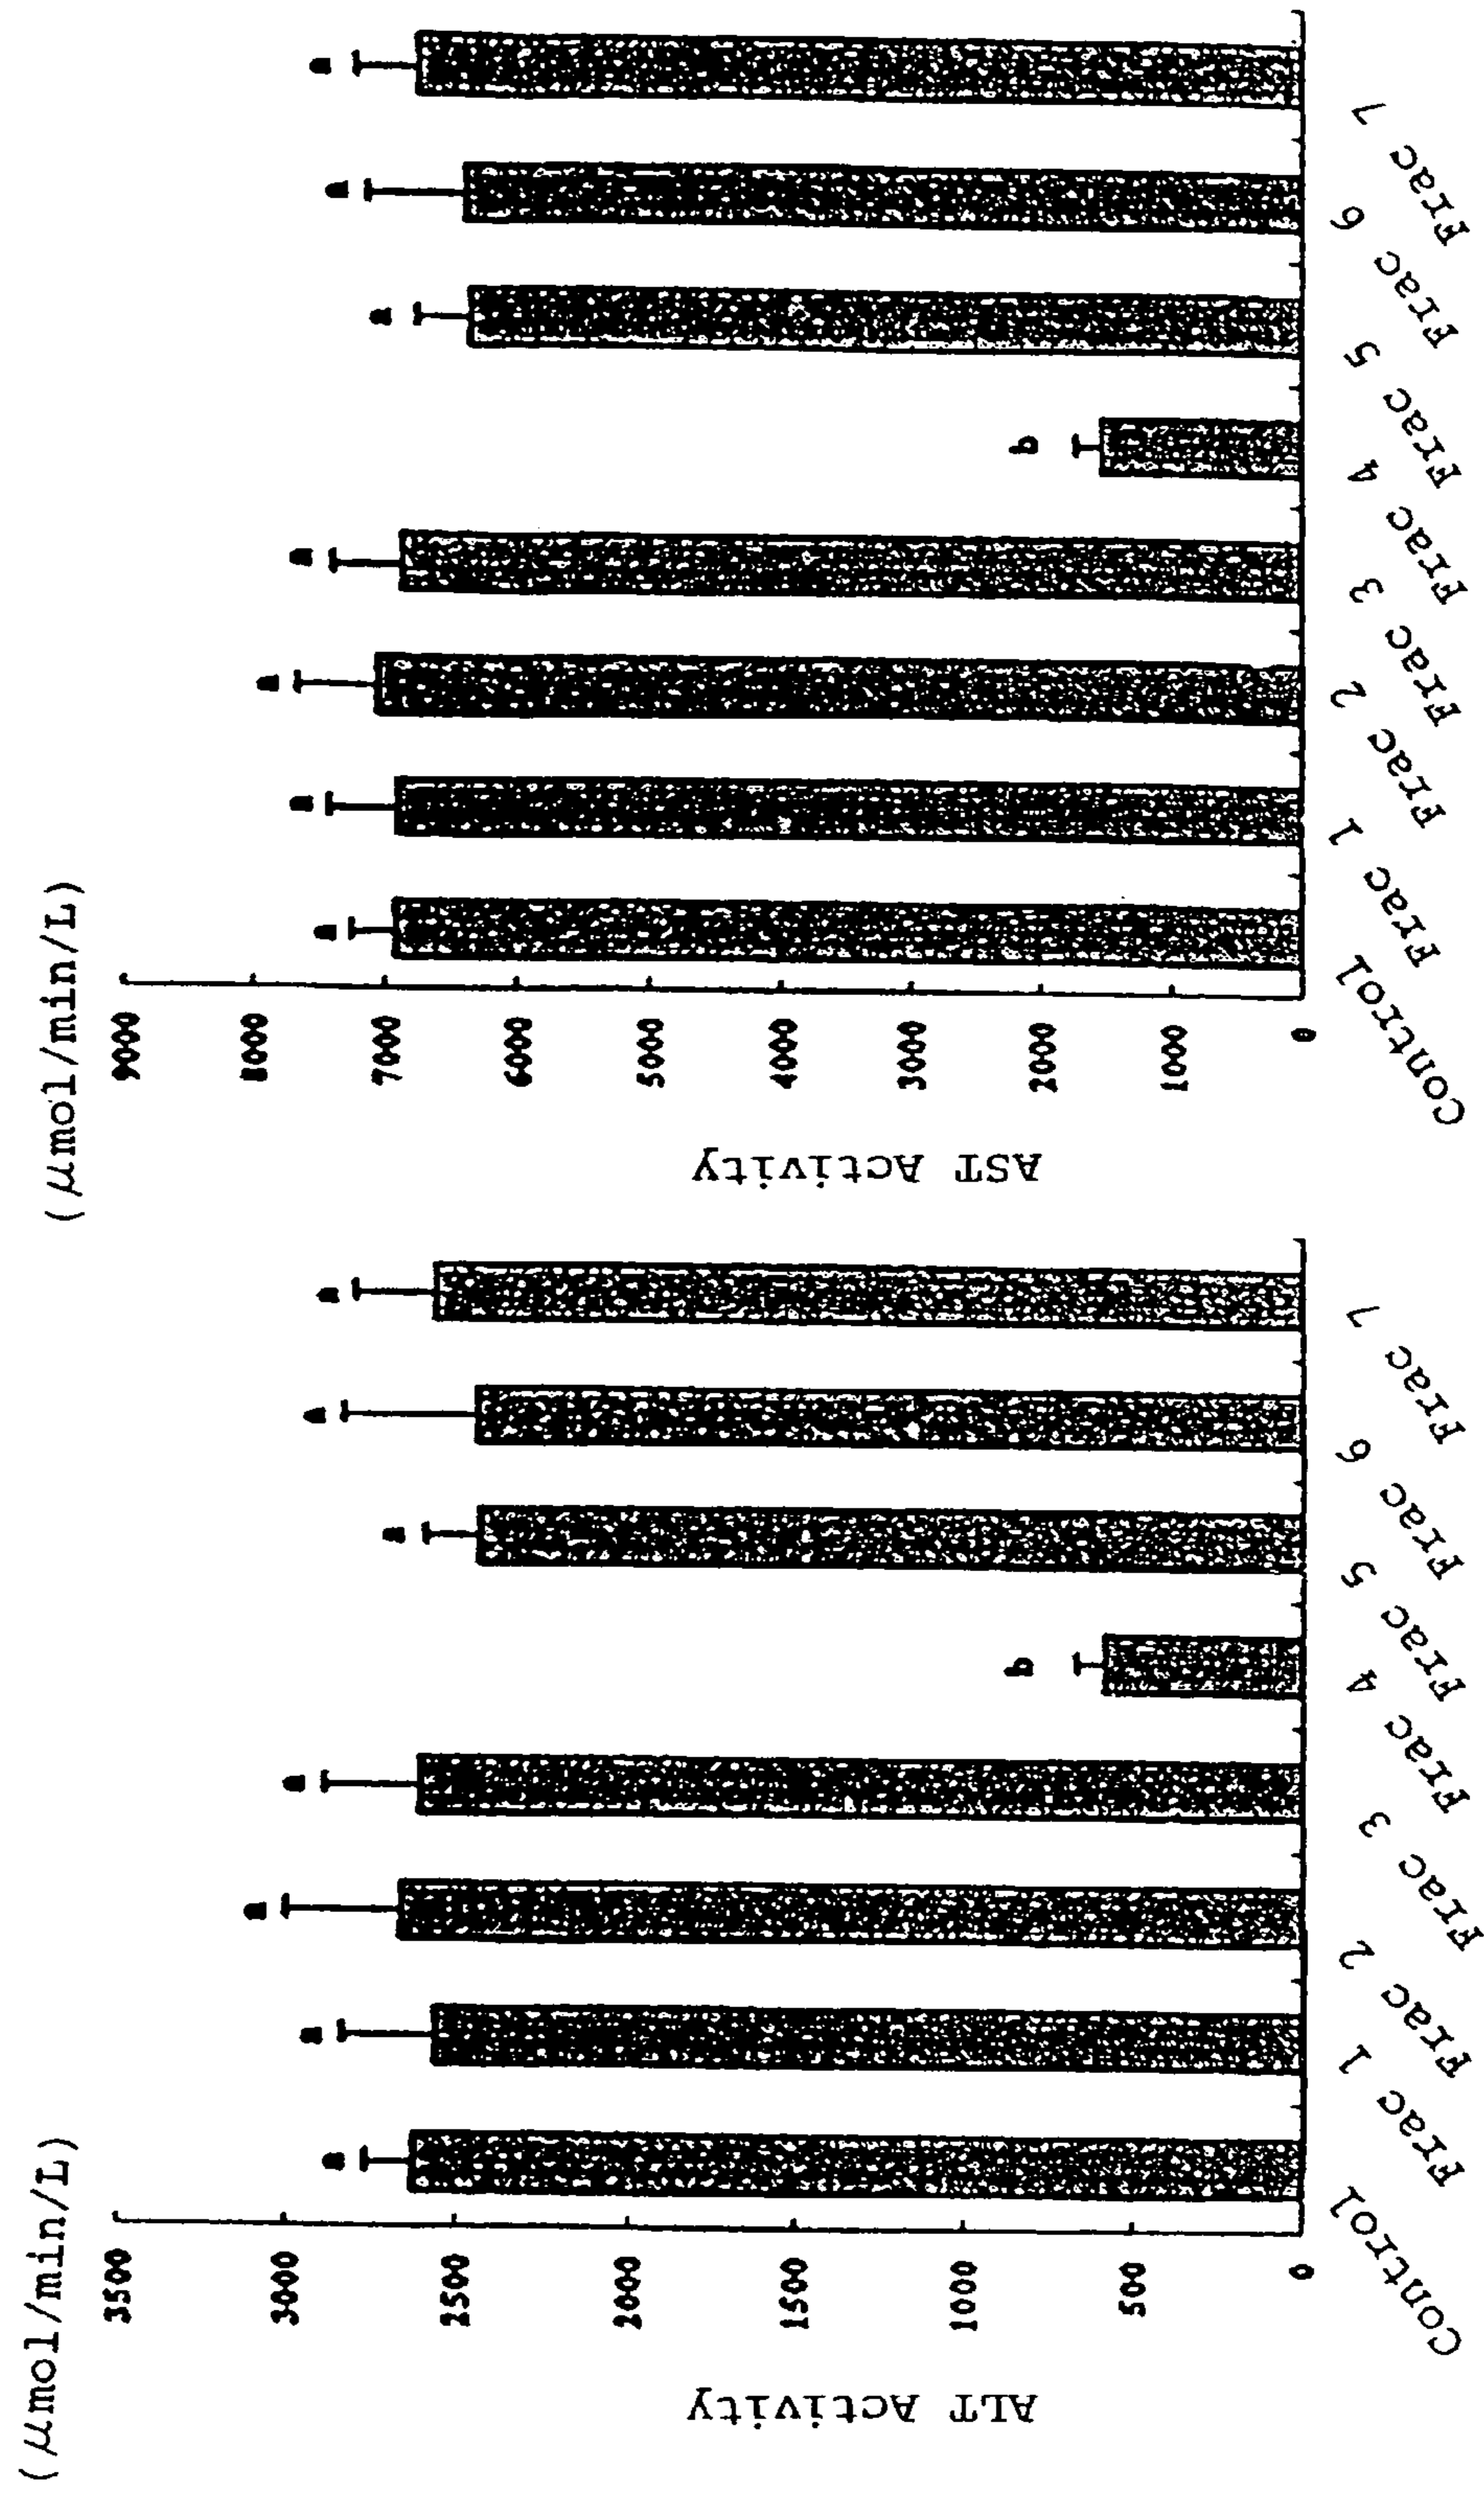 (μmol/min/L)
3500
3000
2500
2000
1500
1000
500
0
ALT Activity
a
a
a
a
b
a
a
a
Control
Frac 1
Frac 2
Frac 3
Frac 4
Frac 5
Frac 6
Frac 7
(μmol/min/L)
9000
8000
7000
6000
5000
4000
3000
2000
1000
0
AST Activity
a
a
a
a
b
a
a
a
Control
Frac 1
Frac 2
Frac 3
Frac 4
Frac 5
Frac 6
Frac 7